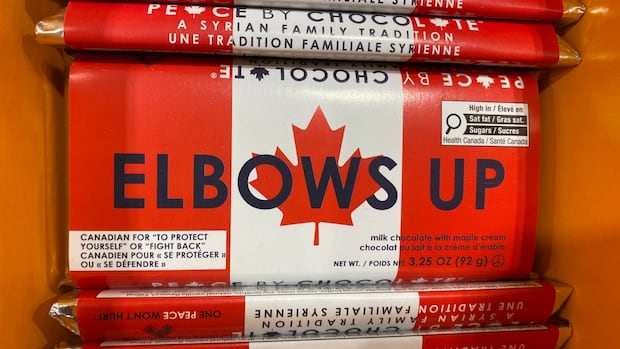 PEACE BY CHOCOLATE
A SYRIAN FAMILY TRADITION
UNE TRADITION FAMILIALE SYRIENNE
PEACE BY CHOCOLATE
High in / Élevé en
Sat fat / Gras sat.
Sugars / Sucres
Health Canada / Santé Canada
ELBOWS UP
CANADIAN FOR "TO PROTECT
YOURSELF" OR "FIGHT BACK"
CANADIEN POUR « SE PROTÉGER »
OU « SE DÉFENDRE »
milk chocolate with maple cream
chocolat au lait à la crème d'érable
NET WT. / POIDS NET 3.25 OZ (92 g)
PEACE BY CHOCOLATE
A SYRIAN FAMILY TRADITION
UNE TRADITION FAMILIALE SYRIENNE
ONE PEACE WON'T HURT